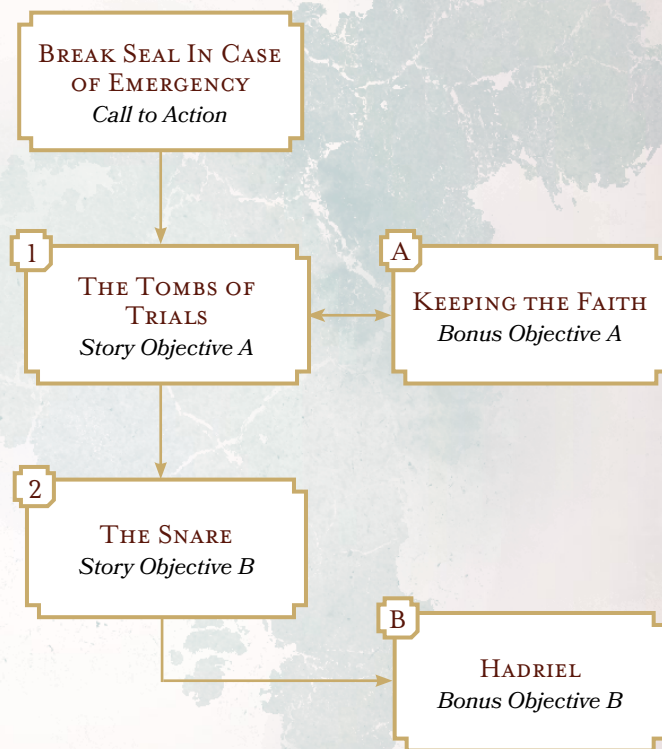 Break Seal In Case
of Emergency
Call to Action
1
The Tombs of
Trials
Story Objective A
A
Keeping the Faith
Bonus Objective A
2
The Snare
Story Objective B
B
Hadriel
Bonus Objective B